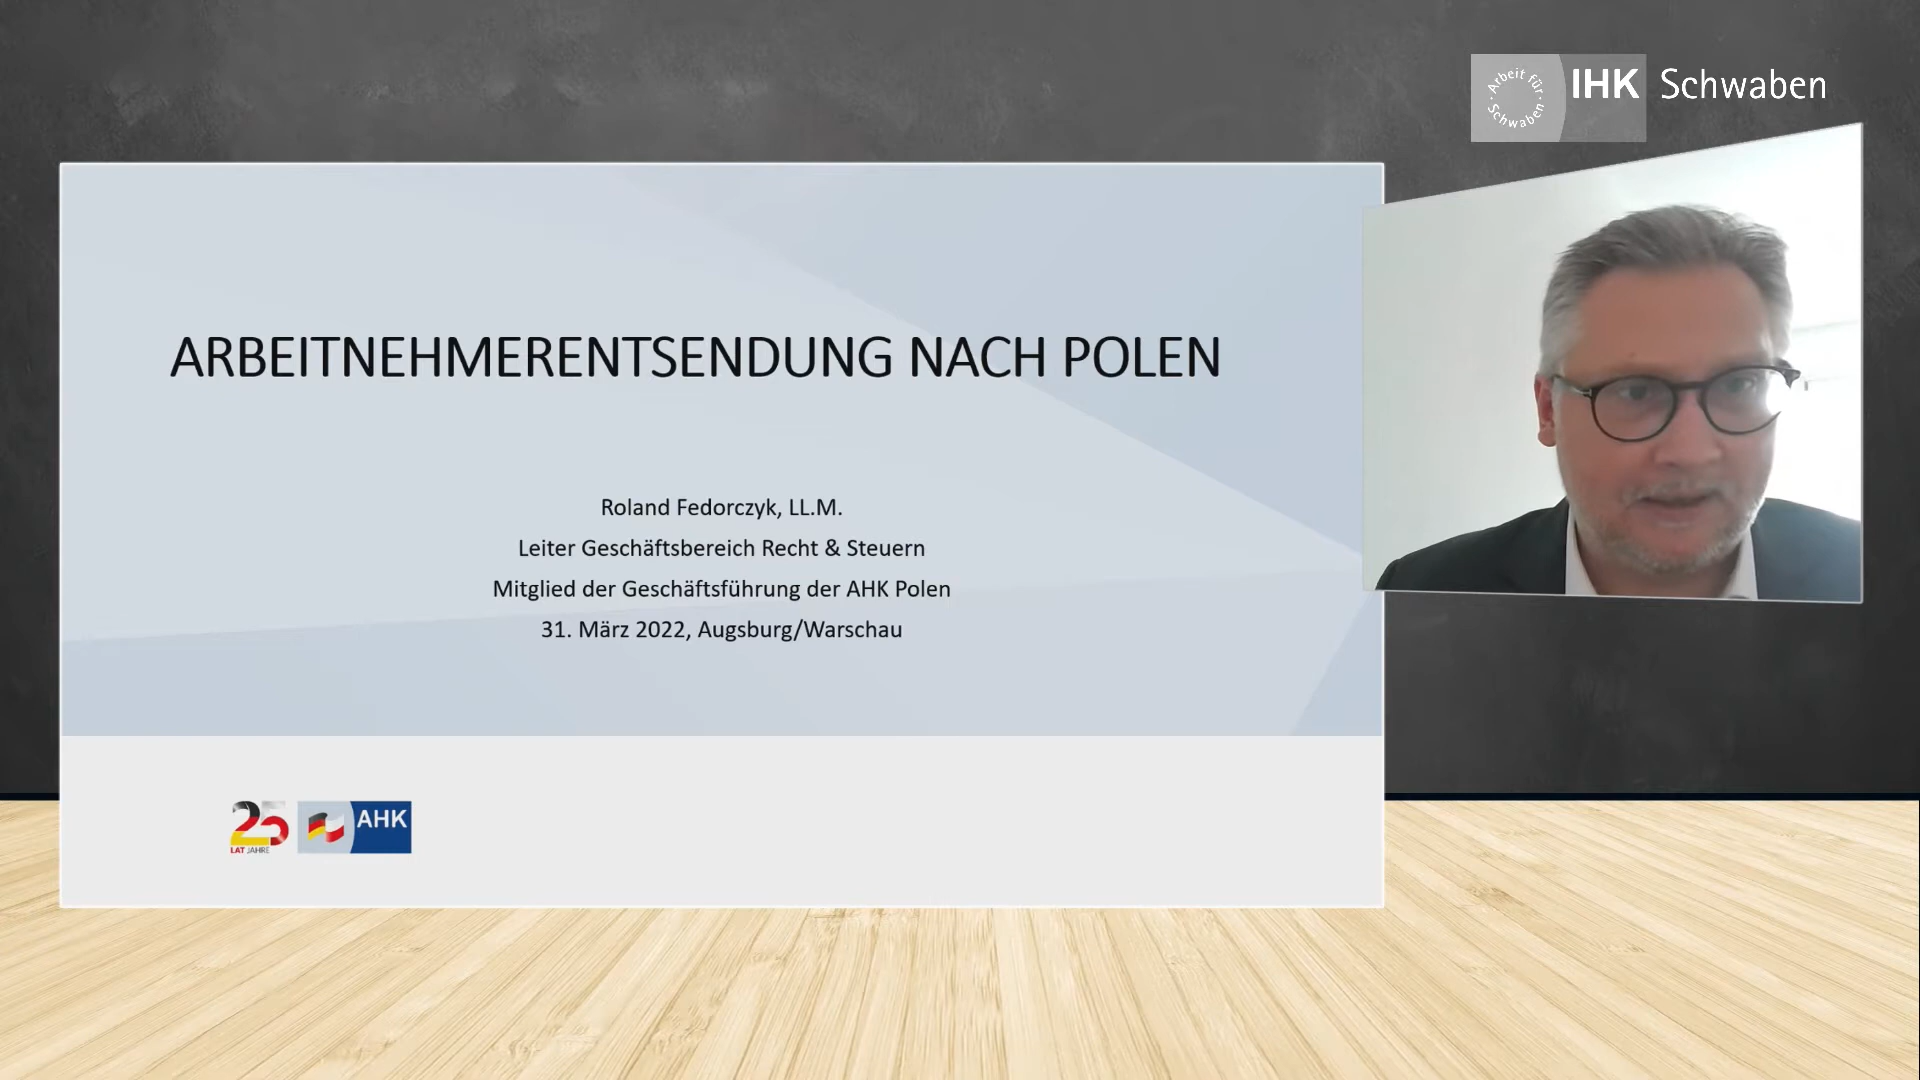 Arbeit für Schwaben
IHK Schwaben
ARBEITNEHMERENTSENDUNG NACH POLEN
Roland Fedorczyk, LL.M.
Leiter Geschäftsbereich Recht & Steuern
Mitglied der Geschäftsführung der AHK Polen
31. März 2022, Augsburg/Warschau
25
LAT JAHRE
AHK